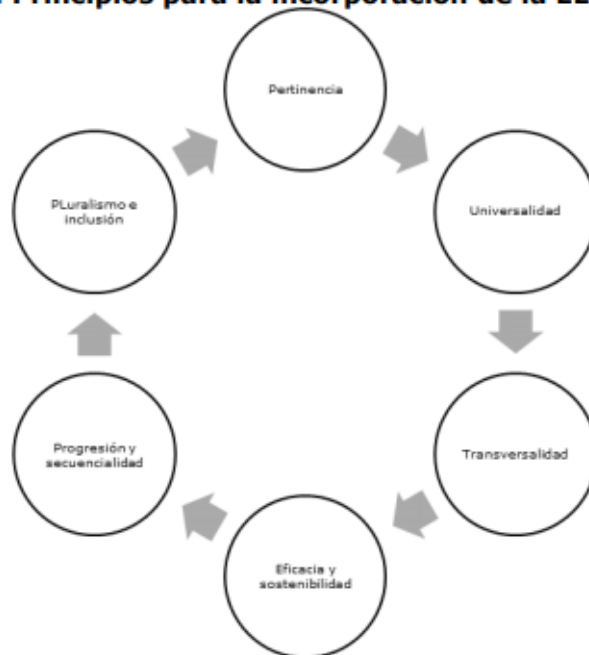 Principios para la incorporación de la
Pertinencia
Universalidad
Transversalidad
Eficacia y
sostenibilidad
Progresión y
secuencialidad
PLuralismo e
inclusión